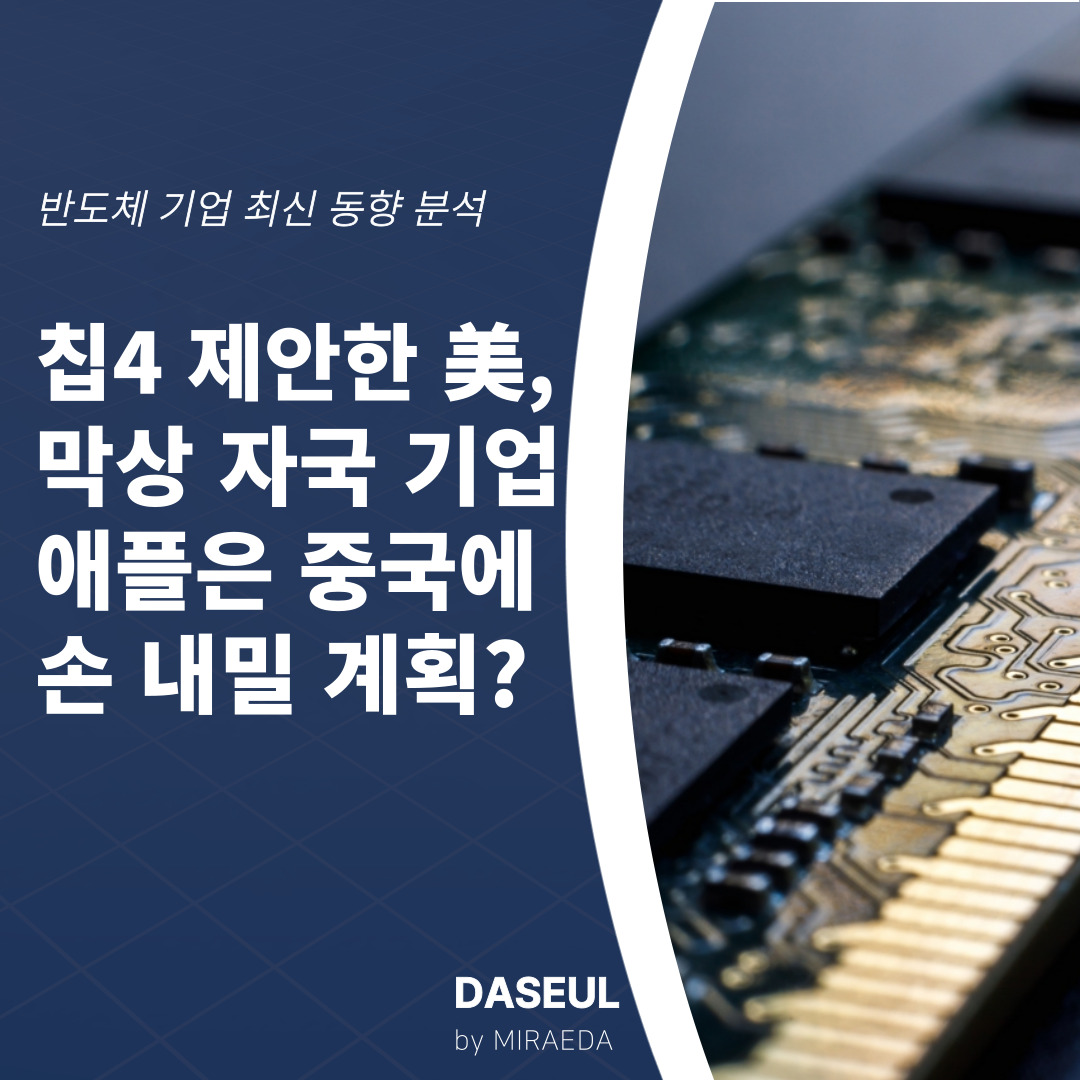 반도체 기업 최신 동향 분석
칩4 제안한 美,
막상 자국 기업
애플은 중국에
손 내밀 계획?
DASEUL
by MIRAEDA